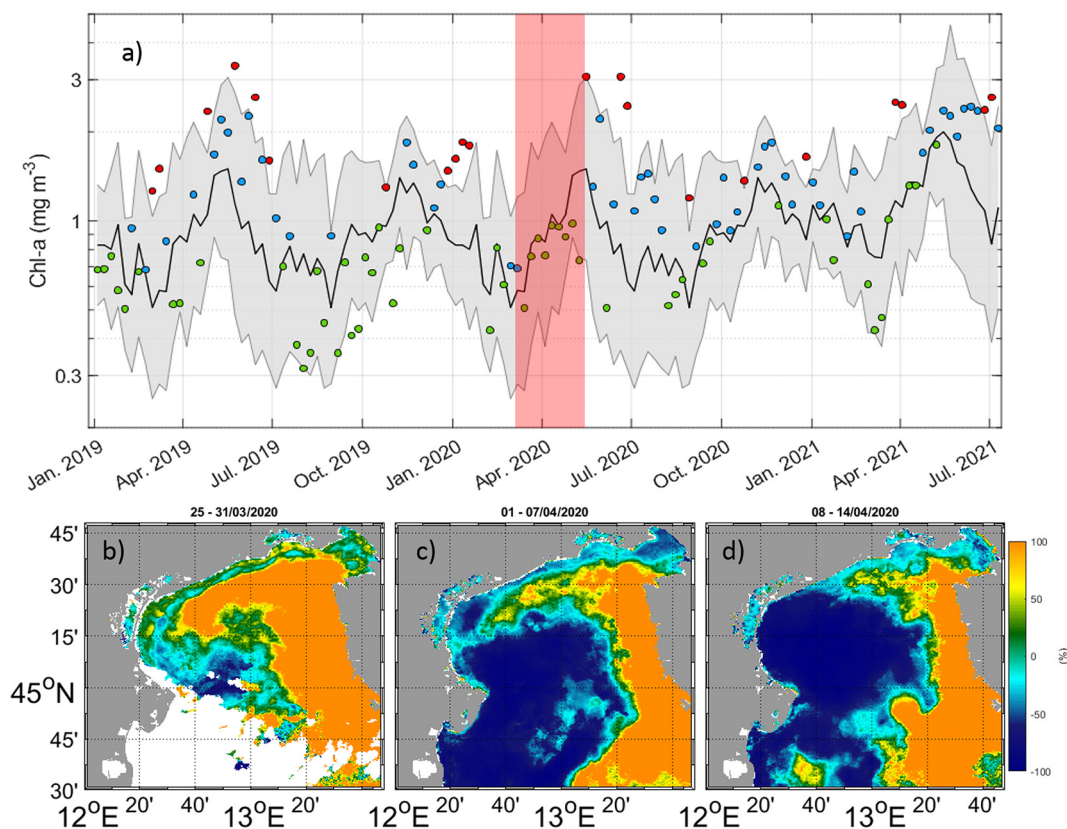 a)
Chl-a (mg m-3)
3
1
0.3
Jan. 2019
Apr. 2019
Jul. 2019
Oct. 2019
Jan. 2020
Apr. 2020
Jul. 2020
Oct. 2020
Jan. 2021
Apr. 2021
Jul. 2021
25 - 31/03/2020
01 - 07/04/2020
08 - 14/04/2020
b)
c)
d)
45'
30'
15'
45°N
45'
30'
12°E 20' 40' 13°E 20'
12°E 20' 40' 13°E 20'
12°E 20' 40' 13°E 20' 40'
100
50
0
-50
-100
(%)